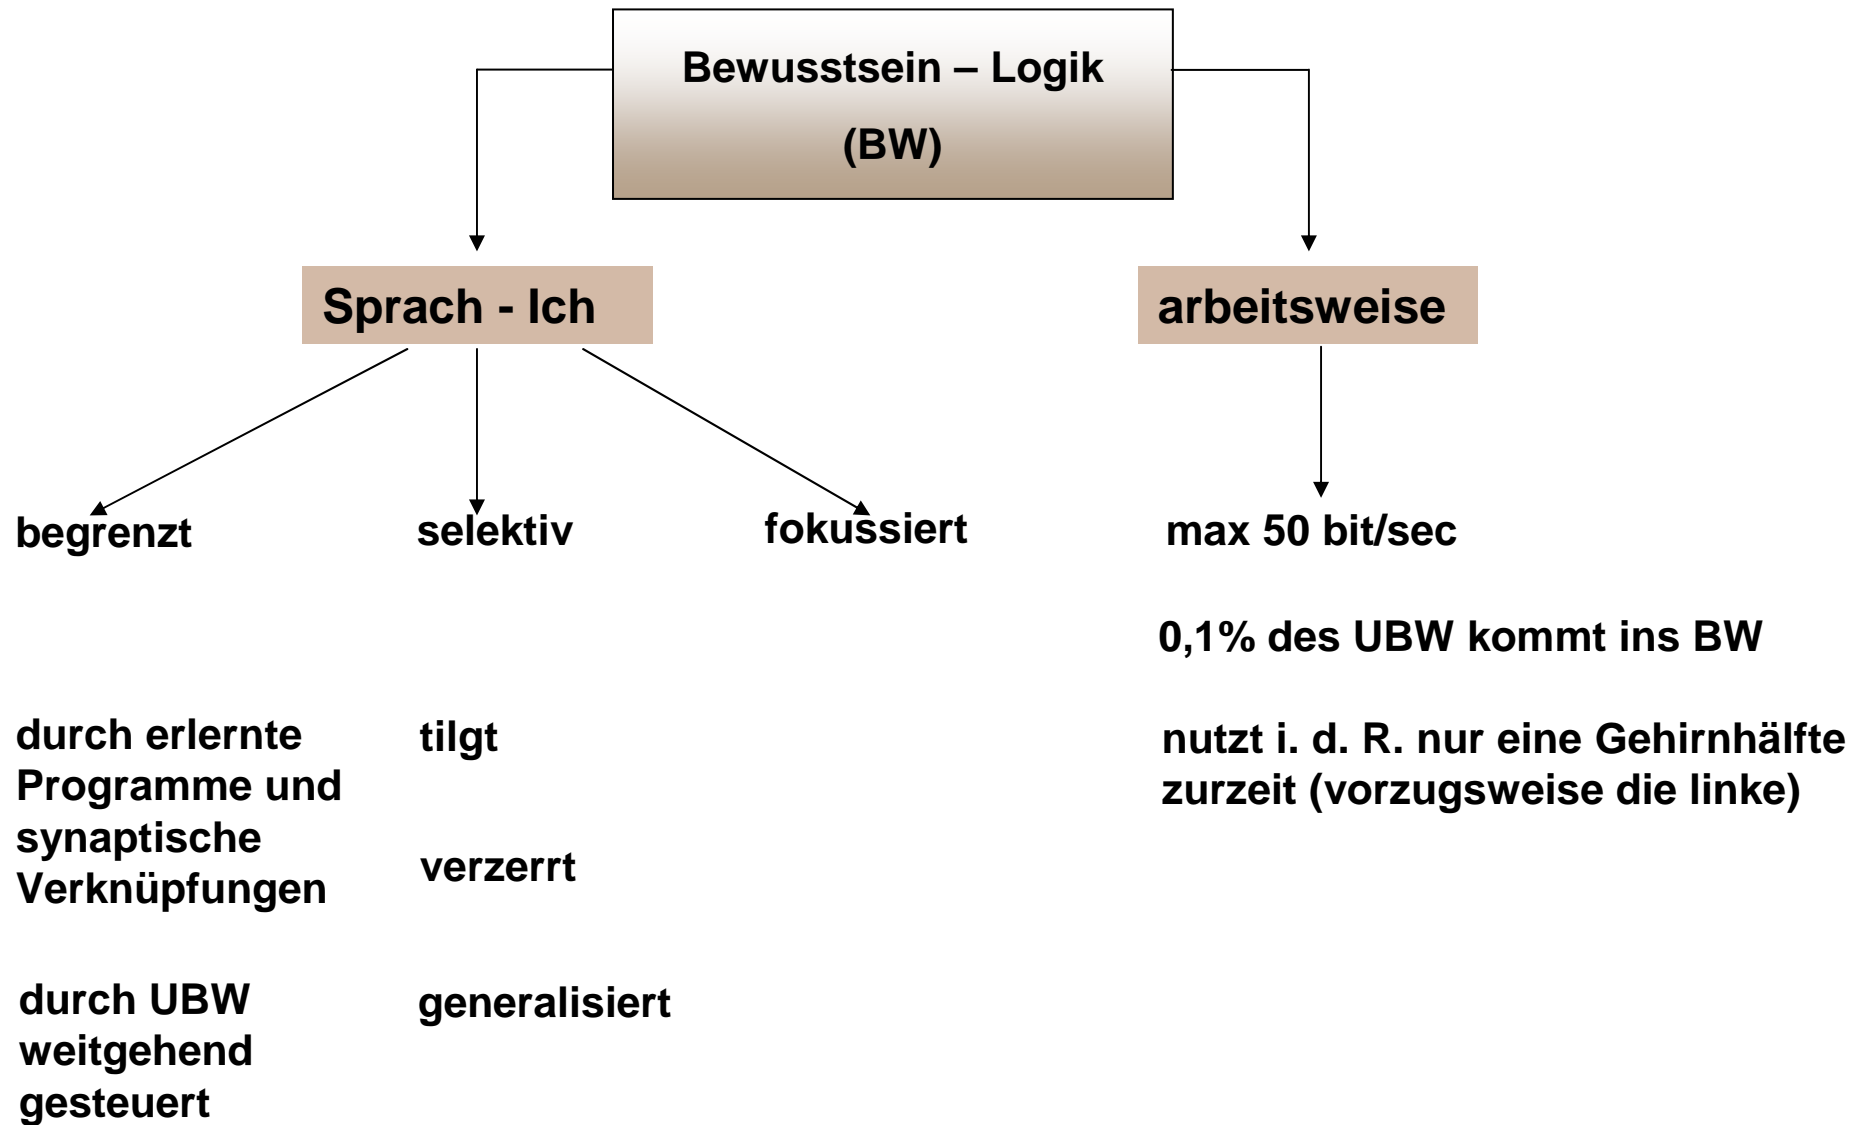 Bewusstsein – Logik
(BW)
Sprach - Ich
arbeitsweise
begrenzt
selektiv
fokussiert
max 50 bit/sec
0,1% des UBW kommt ins BW
durch erlernte
Programme und
synaptische
Verknüpfungen
tilgt
nutzt i. d. R. nur eine Gehirnhälfte
zurzeit (vorzugsweise die linke)
verzerrt
durch UBW
weitgehend
gesteuert
generalisiert